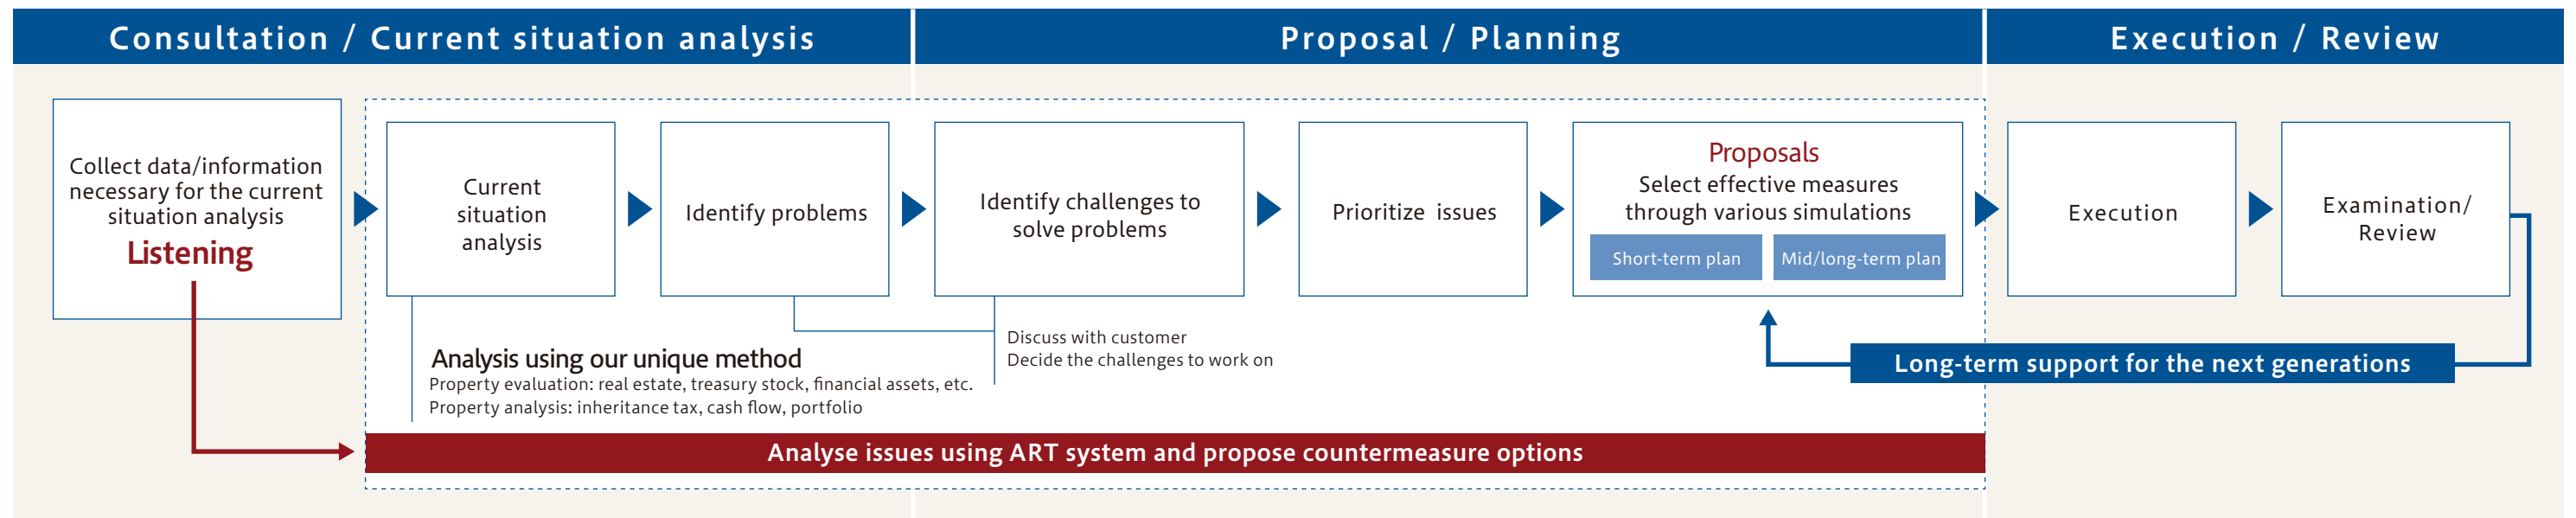 Consultation / Current situation analysis
Proposal / Planning
Execution / Review
Collect data/information
necessary for the current
situation analysis
Listening
Current
situation
analysis
Identify problems
Identify challenges to
solve problems
Prioritize issues
Proposals
Select effective measures
through various simulations
Short-term plan
Mid/long-term plan
Execution
Examination/
Review
Discuss with customer
Decide the challenges to work on
Analysis using our unique method
Property evaluation: real estate, treasury stock, financial assets, etc.
Property analysis: inheritance tax, cash flow, portfolio
Long-term support for the next generations
Analyse issues using ART system and propose countermeasure options